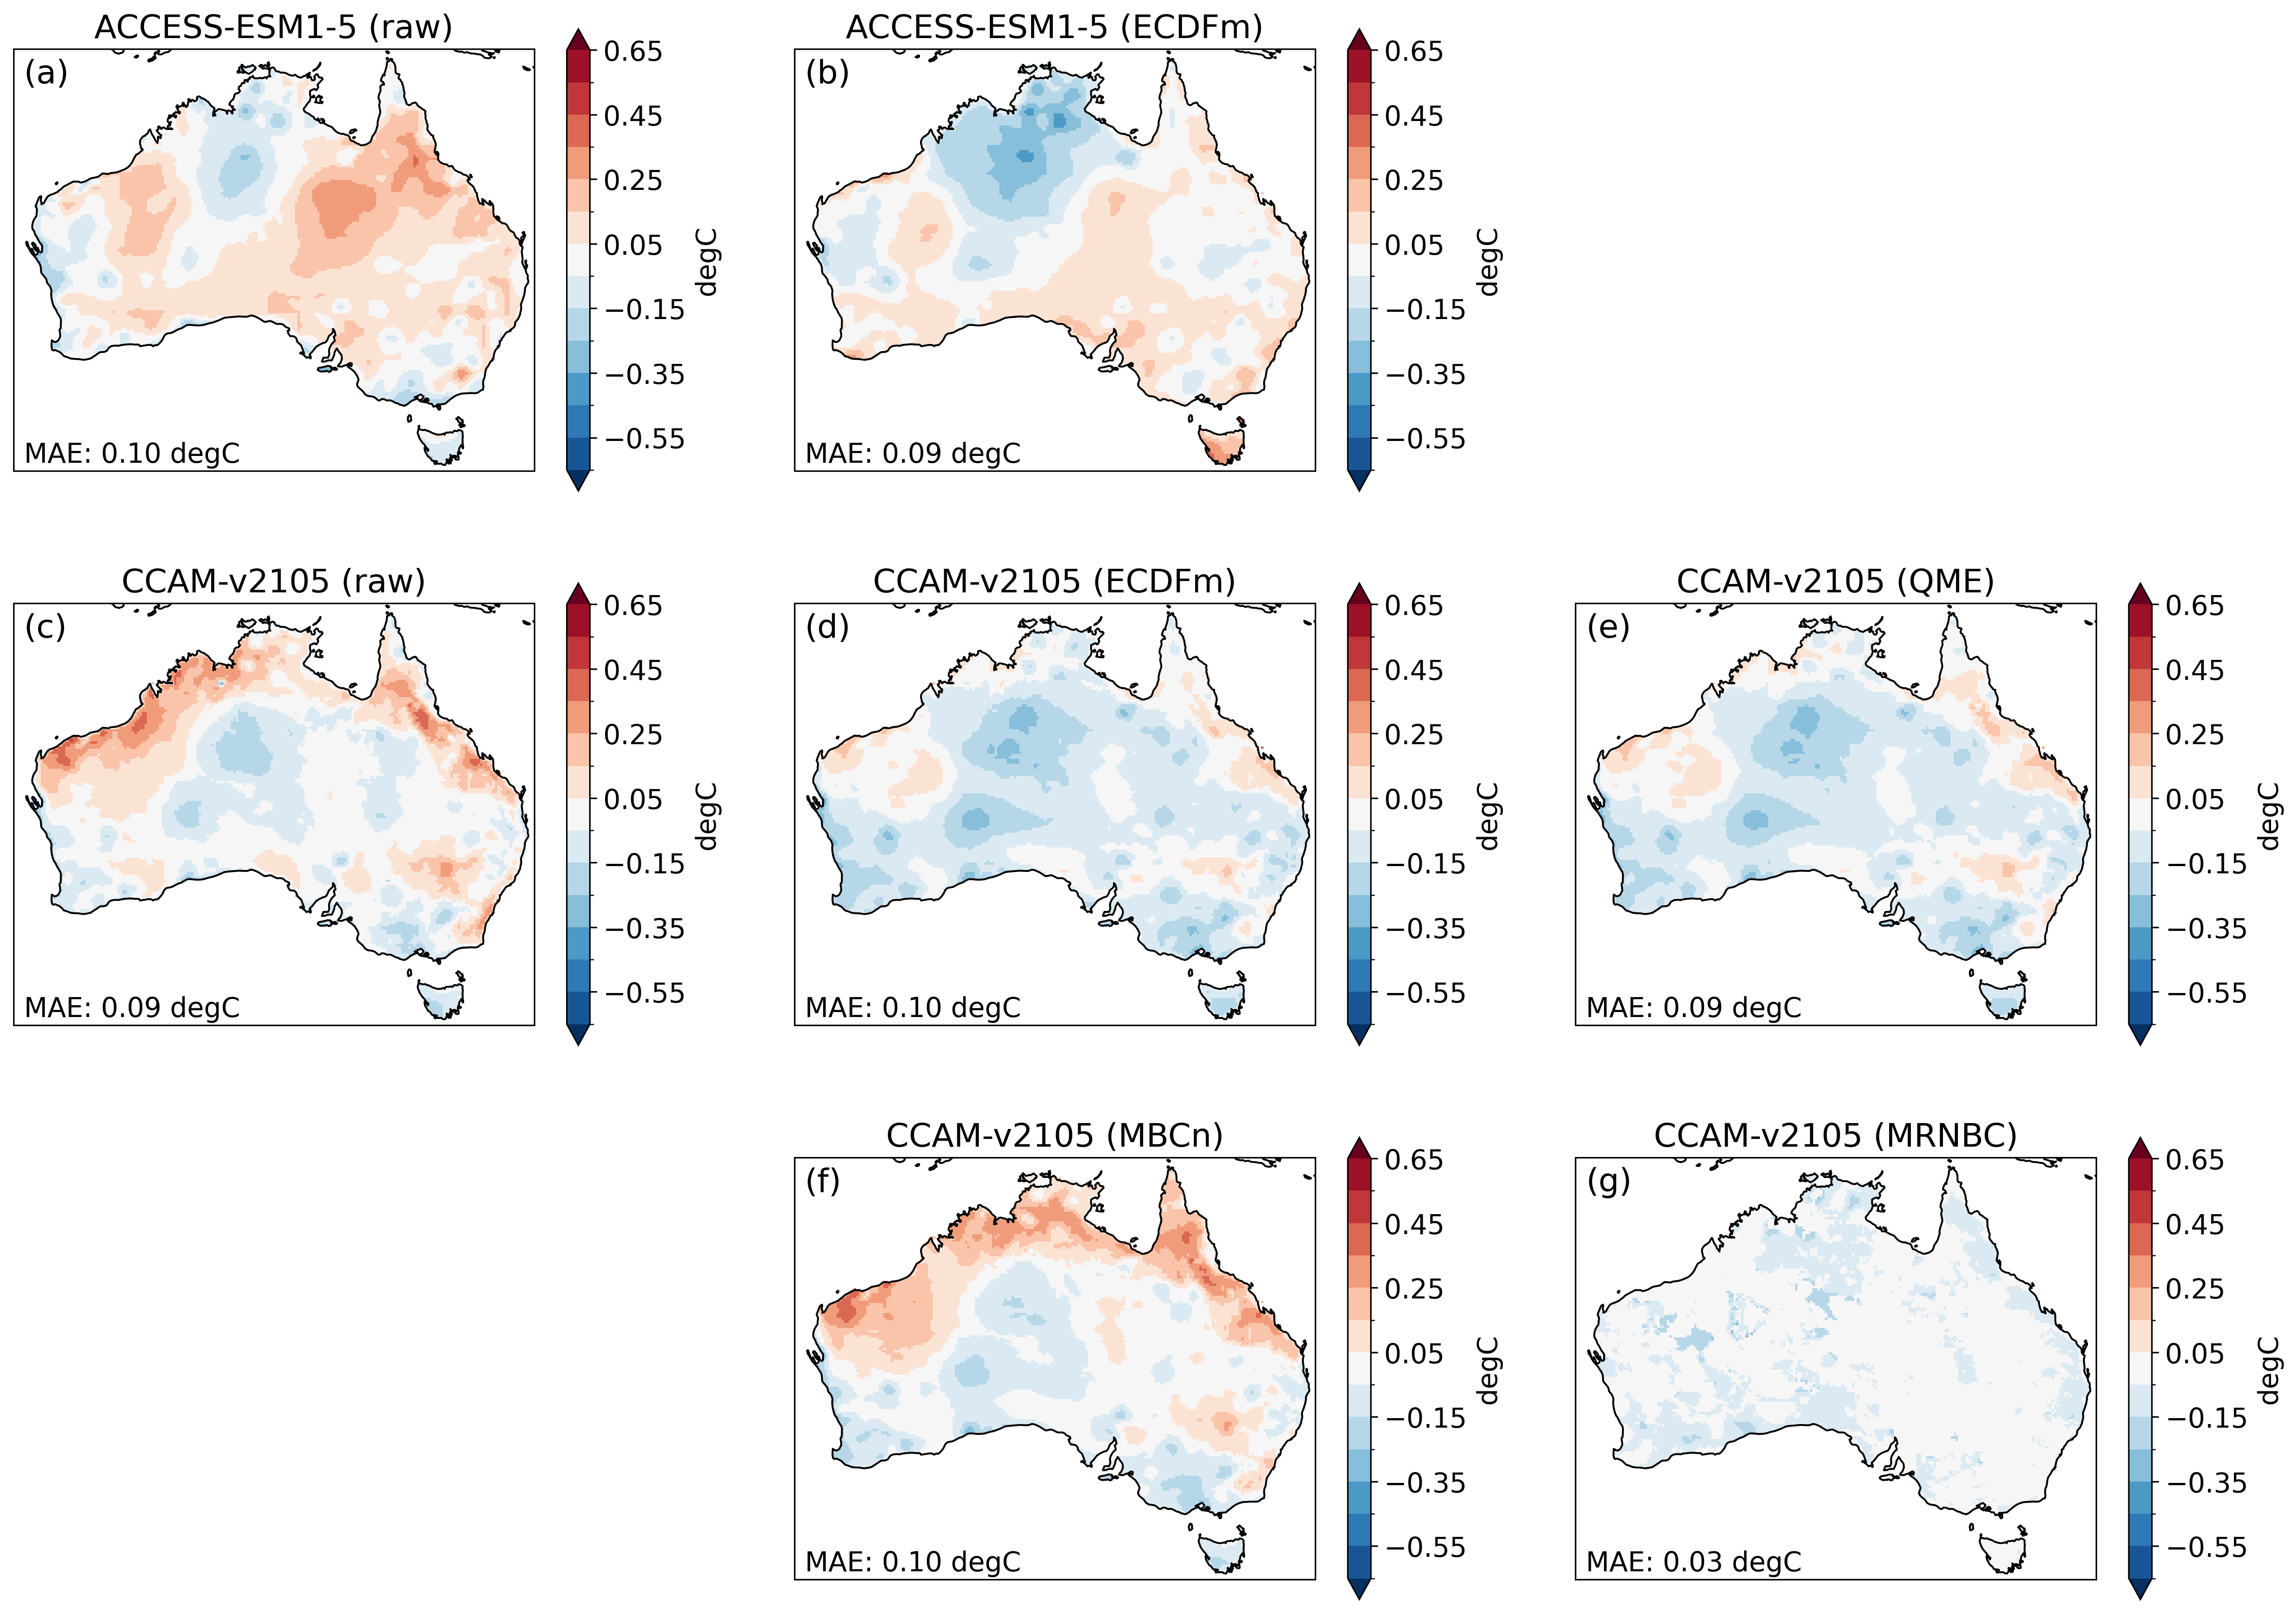 ACCESS-ESM1-5 (raw)
(a)
MAE: 0.10 degC
0.65
0.45
0.25
0.05
−0.15
−0.35
−0.55
degC
ACCESS-ESM1-5 (ECDFm)
(b)
MAE: 0.09 degC
0.65
0.45
0.25
0.05
−0.15
−0.35
−0.55
degC
CCAM-v2105 (raw)
(c)
MAE: 0.09 degC
0.65
0.45
0.25
0.05
−0.15
−0.35
−0.55
degC
CCAM-v2105 (ECDFm)
(d)
MAE: 0.10 degC
0.65
0.45
0.25
0.05
−0.15
−0.35
−0.55
degC
CCAM-v2105 (QME)
(e)
MAE: 0.09 degC
0.65
0.45
0.25
0.05
−0.15
−0.35
−0.55
degC
CCAM-v2105 (MBCn)
(f)
MAE: 0.10 degC
0.65
0.45
0.25
0.05
−0.15
−0.35
−0.55
degC
CCAM-v2105 (MRNBC)
(g)
MAE: 0.03 degC
0.65
0.45
0.25
0.05
−0.15
−0.35
−0.55
degC